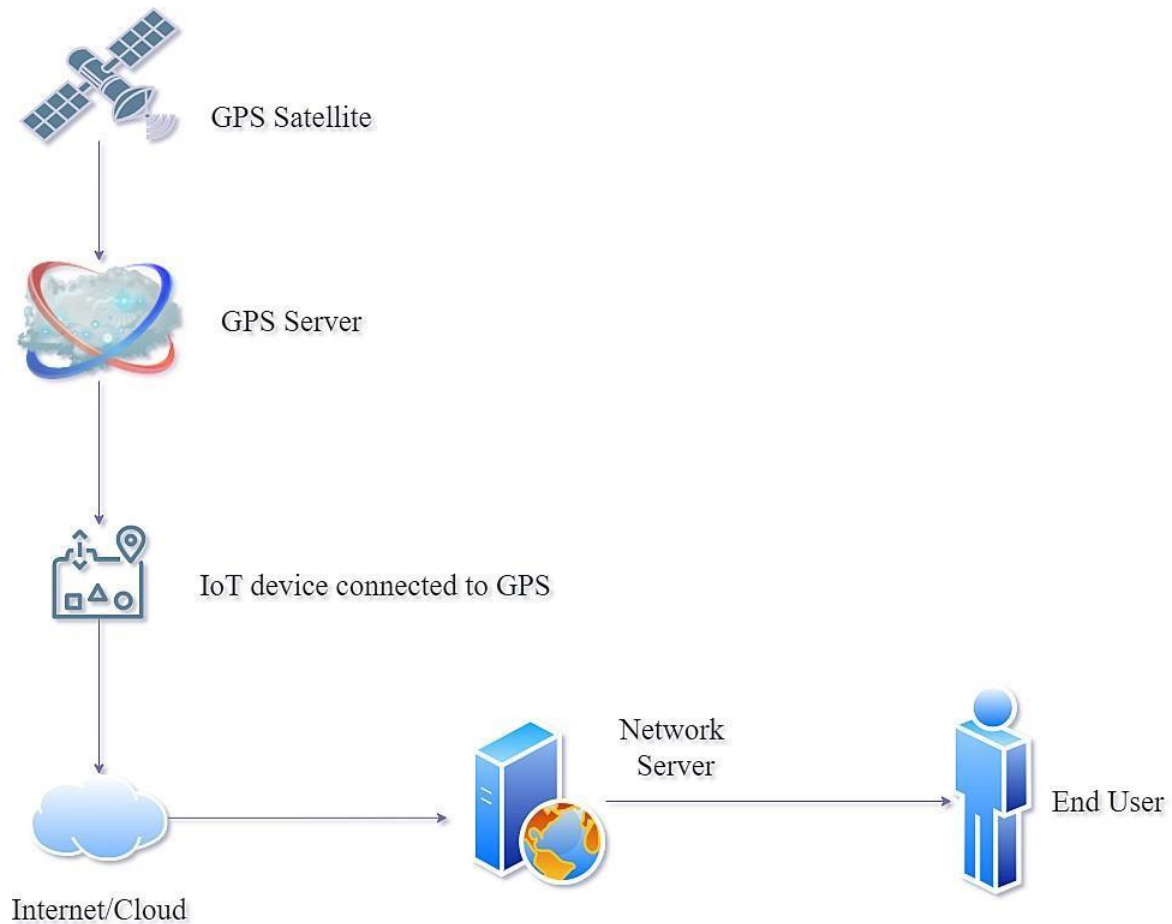 GPS Satellite
GPS Server
IoT device connected to GPS
Network
Server
End User
Internet/Cloud